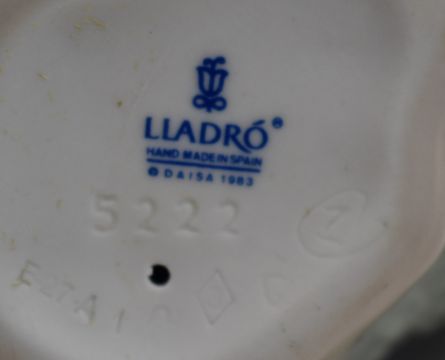 LLADRÓ®
HAND MADE IN SPAIN
© DAISA 1983
5222